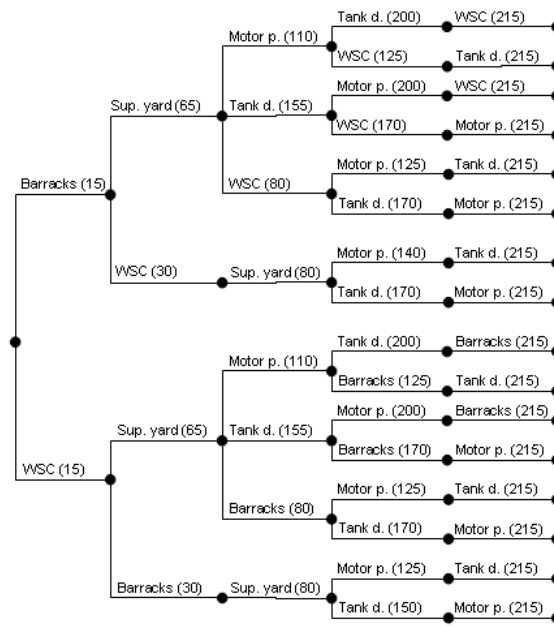 Tank d. (200) WSC (215)
Motor p. (110)
WSC (125) Tank d. (215)
Motor p. (200) WSC (215)
Sup. yard (65) Tank d. (155)
WSC (170) Motor p. (215)
Motor p. (125) Tank d. (215)
Barracks (15) WSC (80)
Tank d. (170) Motor p. (215)
Motor p. (140) Tank d. (215)
WSC (30) Sup. yard (80)
Tank d. (170) Motor p. (215)
Tank d. (200) Barracks (215)
Motor p. (110)
Barracks (125) Tank d. (215)
Motor p. (200) Barracks (215)
Sup. yard (65) Tank d. (155)
Barracks (170) Motor p. (215)
WSC (15)
Motor p. (125) Tank d. (215)
Barracks (80)
Tank d. (170) Motor p. (215)
Motor p. (125) Tank d. (215)
Barracks (30) Sup. yard (80)
Tank d. (150) Motor p. (215)